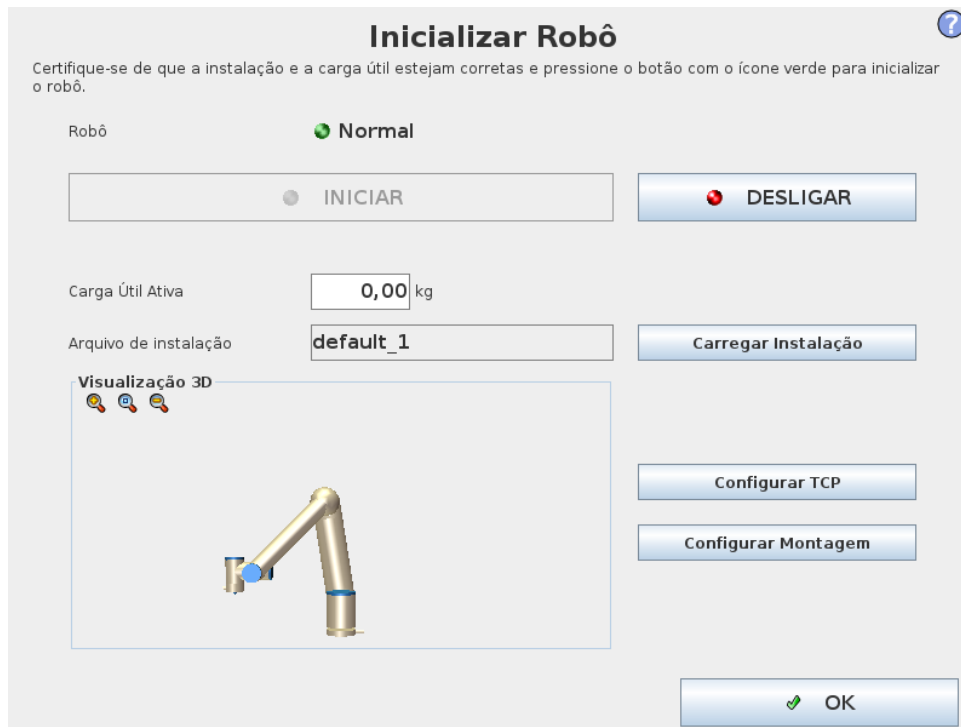 Inicializar Robô
?
Certifique-se de que a instalação e a carga útil estejam corretas e pressione o botão com o ícone verde para inicializar
o robô.
Robô Normal
INICIAR DESLIGAR
Carga Útil Ativa 0,00 kg
Arquivo de instalação default_1 Carregar Instalação
Visualização 3D
Configurar TCP
Configurar Montagem
OK